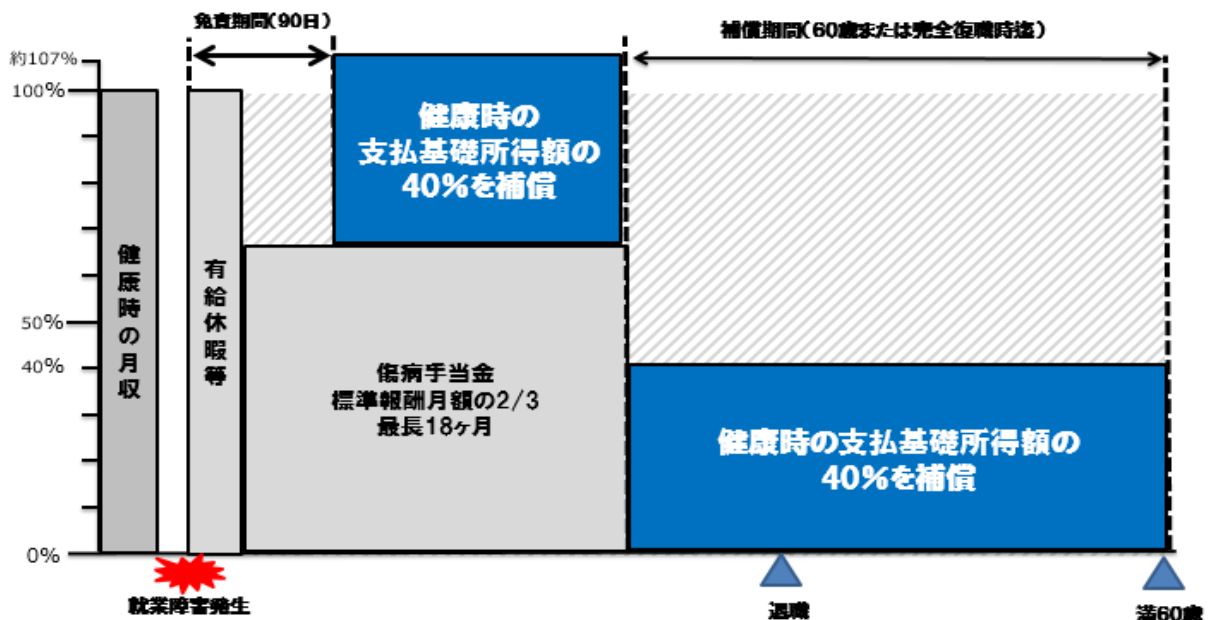 免責期間(90日)
補償期間(60歳または完全復職時迄)
約107%
100%
50%
40%
0%
健康時の月収
有給休暇等
健康時の
支払基礎所得額の
40%を補償
傷病手当金
標準報酬月額の2/3
最長18ヶ月
健康時の支払基礎所得額の
40%を補償
就業障害発生
退職
満60歳